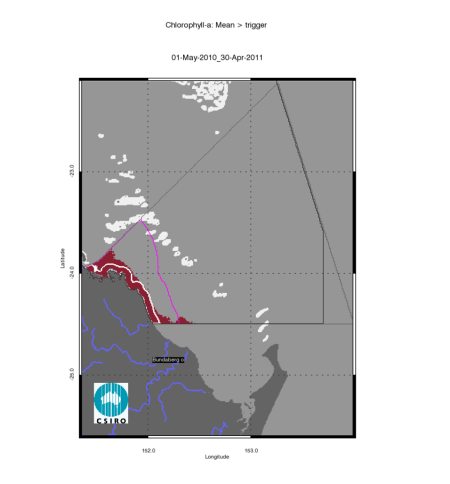 Chlorophyll-a: Mean > trigger
01-May-2010_30-Apr-2011
-23.0
-24.0
Latitude
Bundaberg o
-25.0
CSIRO
152.0 153.0
Longitude